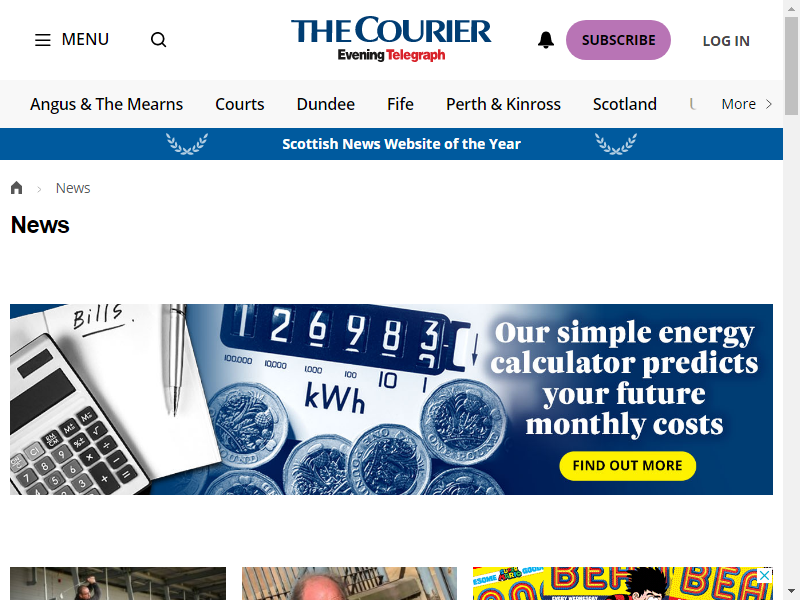 MENU
THE COURIER
Evening Telegraph
SUBSCRIBE
LOG IN
Angus & The Mearns
Courts
Dundee
Fife
Perth & Kinross
Scotland
More
Scottish News Website of the Year
News
News
Bills.
126983
100,000
10,000
1,000
100
10
1
kWh
Our simple energy
calculator predicts
your future
monthly costs
FIND OUT MORE